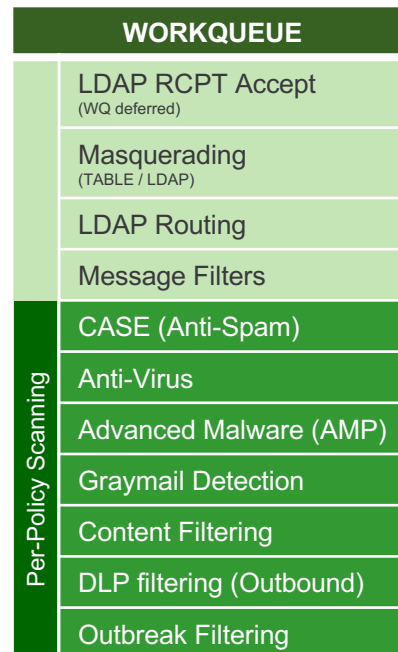 WORKQUEUE
LDAP RCPT Accept
(WQ deferred)
Masquerading
(TABLE / LDAP)
LDAP Routing
Message Filters
Per-Policy Scanning
CASE (Anti-Spam)
Anti-Virus
Advanced Malware (AMP)
Graymail Detection
Content Filtering
DLP filtering (Outbound)
Outbreak Filtering